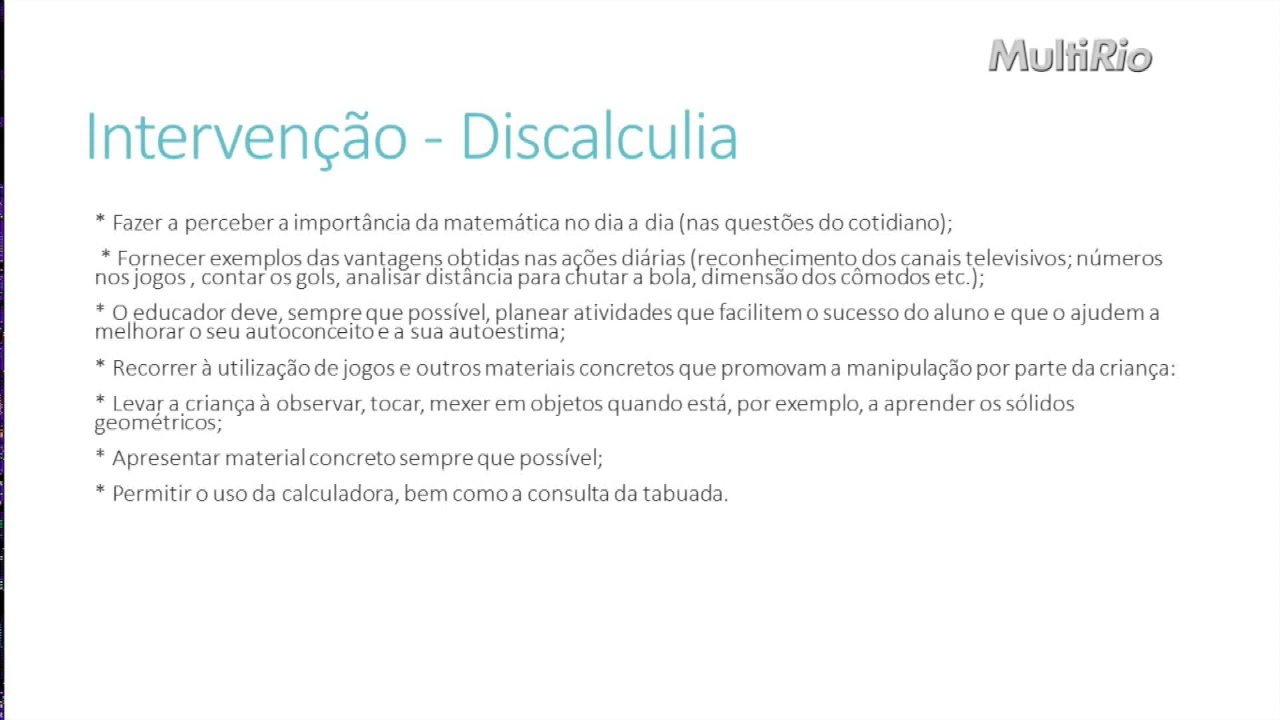 MultiRio
Intervenção - Discalculia
* Fazer a perceber a importância da matemática no dia a dia (nas questões do cotidiano);
* Fornecer exemplos das vantagens obtidas nas ações diárias (reconhecimento dos canais televisivos; números
nos jogos , contar os gols, analisar distância para chutar a bola, dimensão dos cômodos etc.);
* O educador deve, sempre que possível, planear atividades que facilitem o sucesso do aluno e que o ajudem a
melhorar o seu autoconceito e a sua autoestima;
* Recorrer à utilização de jogos e outros materiais concretos que promovam a manipulação por parte da criança:
* Levar a criança à observar, tocar, mexer em objetos quando está, por exemplo, a aprender os sólidos
geométricos;
* Apresentar material concreto sempre que possível;
* Permitir o uso da calculadora, bem como a consulta da tabuada.